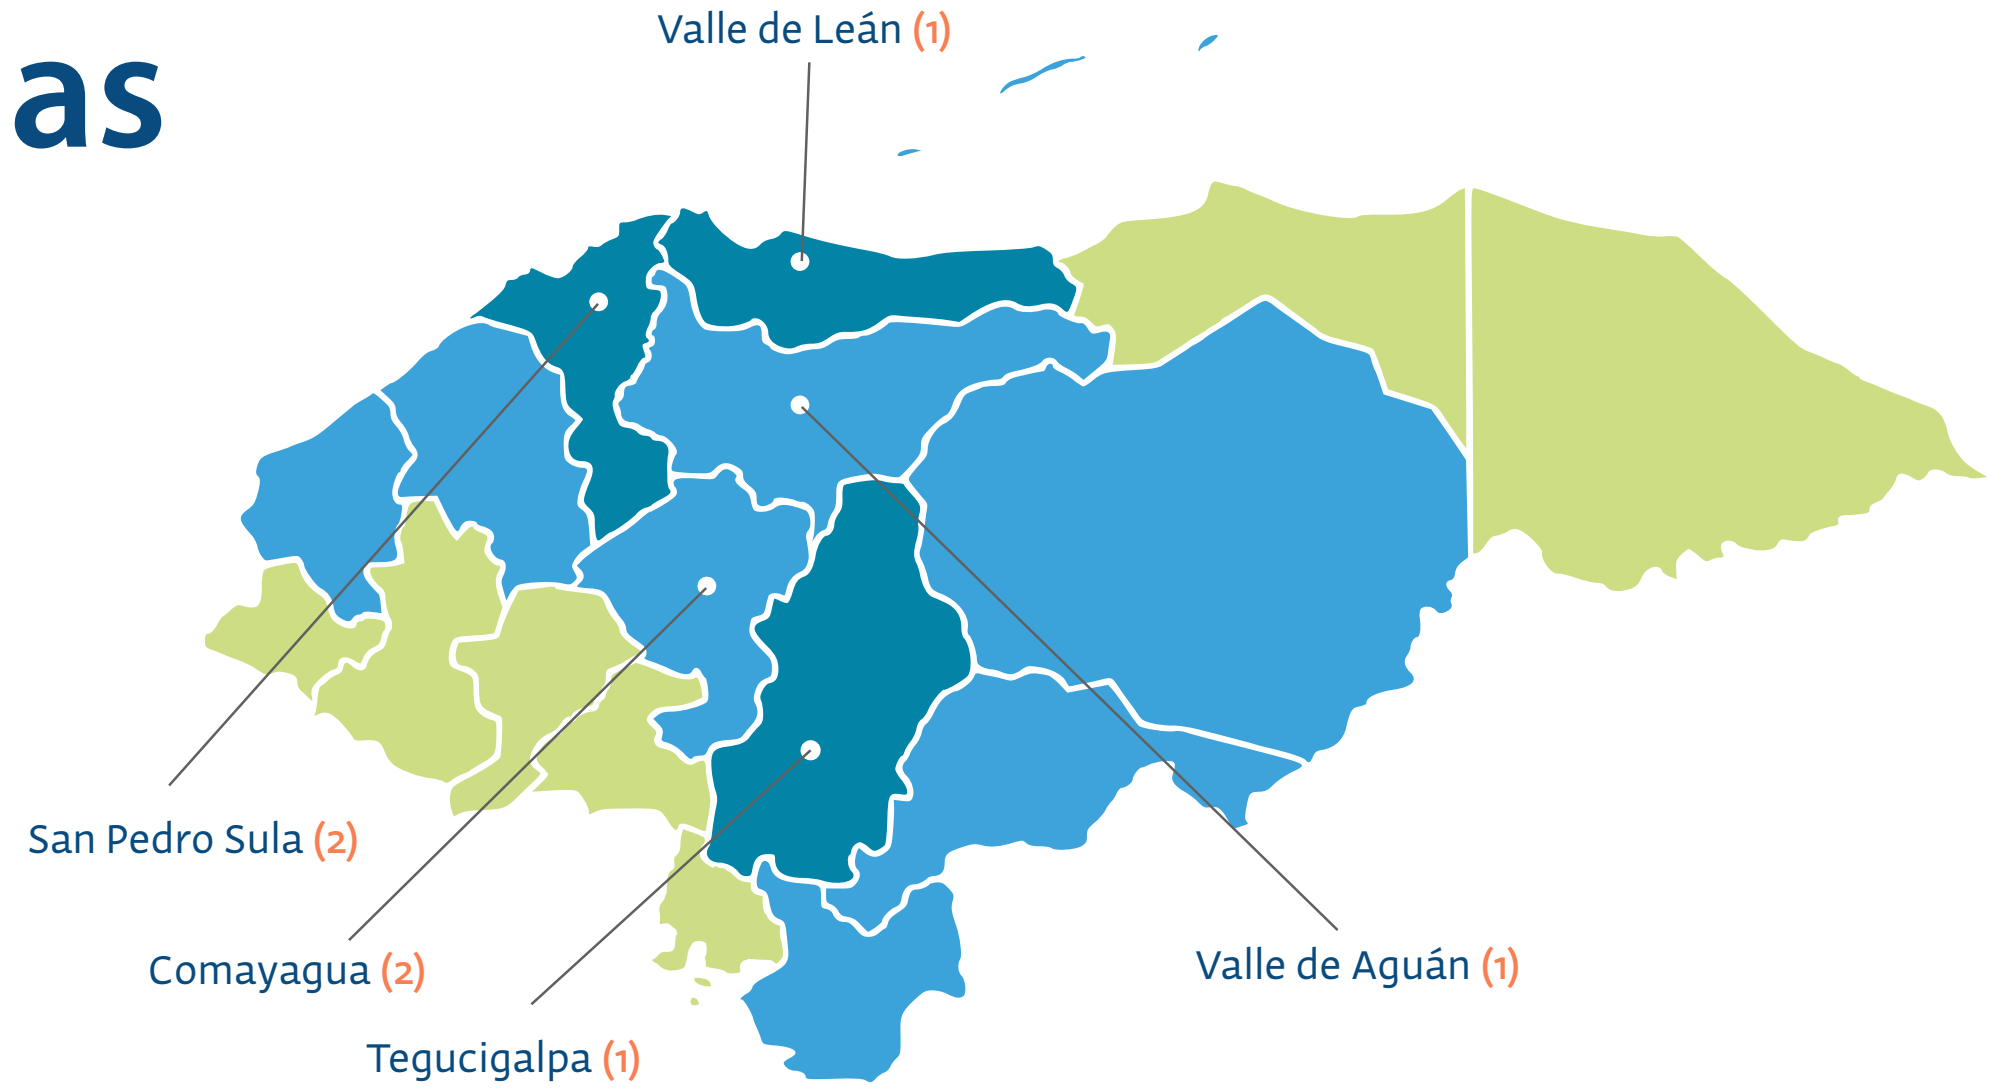 Valle de Leán (1)
as
San Pedro Sula (2)
Comayagua (2)
Valle de Aguán (1)
Tegucigalpa (1)